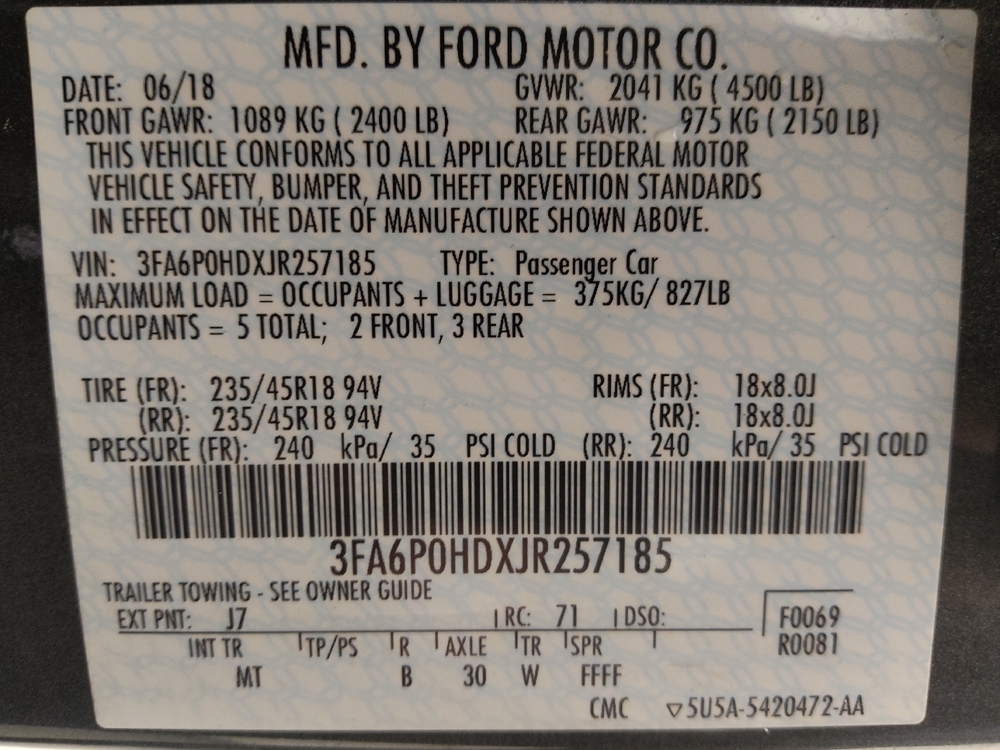 MFD. BY FORD MOTOR CO.
DATE: 06/18 GVWR: 2041 KG ( 4500 LB)
FRONT GAWR: 1089 KG ( 2400 LB) REAR GAWR: 975 KG ( 2150 LB)
THIS VEHICLE CONFORMS TO ALL APPLICABLE FEDERAL MOTOR
VEHICLE SAFETY, BUMPER, AND THEFT PREVENTION STANDARDS
IN EFFECT ON THE DATE OF MANUFACTURE SHOWN ABOVE.
VIN: 3FA6P0HDXJR257185 TYPE: Passenger Car
MAXIMUM LOAD = OCCUPANTS + LUGGAGE = 375KG/ 827LB
OCCUPANTS = 5 TOTAL; 2 FRONT, 3 REAR
TIRE (FR): 235/45R18 94V RIMS (FR): 18x8.0J
(RR): 235/45R18 94V (RR): 18x8.0J
PRESSURE (FR): 240 kPa/ 35 PSI COLD (RR): 240 kPa/ 35 PSI COLD
3FA6P0HDXJR257185
TRAILER TOWING - SEE OWNER GUIDE
EXT PNT: J7 RC: 71 DSO: F0069
INT TR TP/PS R AXLE TR SPR R0081
MT B 30 W FFFF
CMC ▽5U5A-5420472-AA